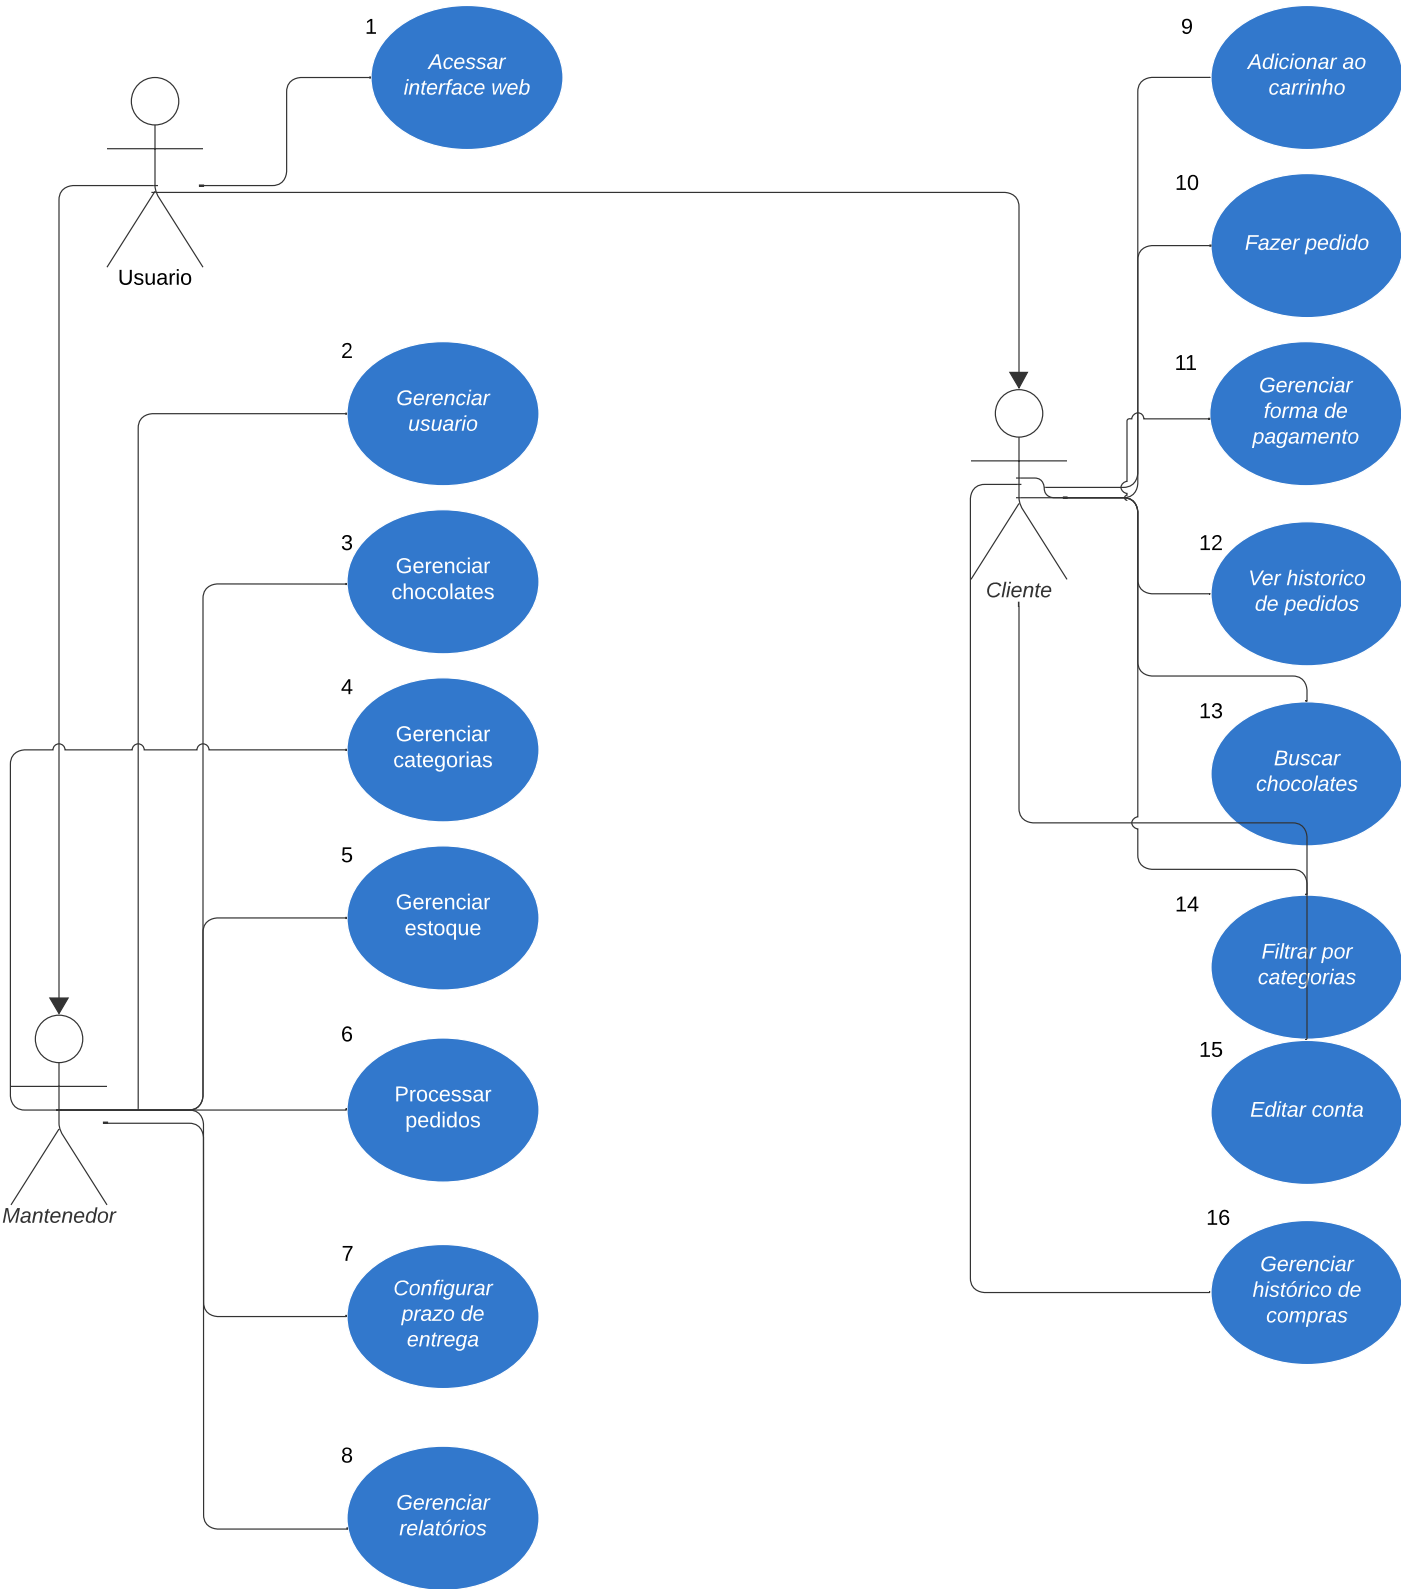 1
Acessar
interface web
Usuario
2
Gerenciar
usuario
3
Gerenciar
chocolates
4
Gerenciar
categorias
5
Gerenciar
estoque
6
Processar
pedidos
Mantenedor
7
Configurar
prazo de
entrega
8
Gerenciar
relatórios
9
Adicionar ao
carrinho
10
Fazer pedido
11
Gerenciar
forma de
pagamento
Cliente
12
Ver historico
de pedidos
13
Buscar
chocolates
14
Filtrar por
categorias
15
Editar conta
16
Gerenciar
histórico de
compras